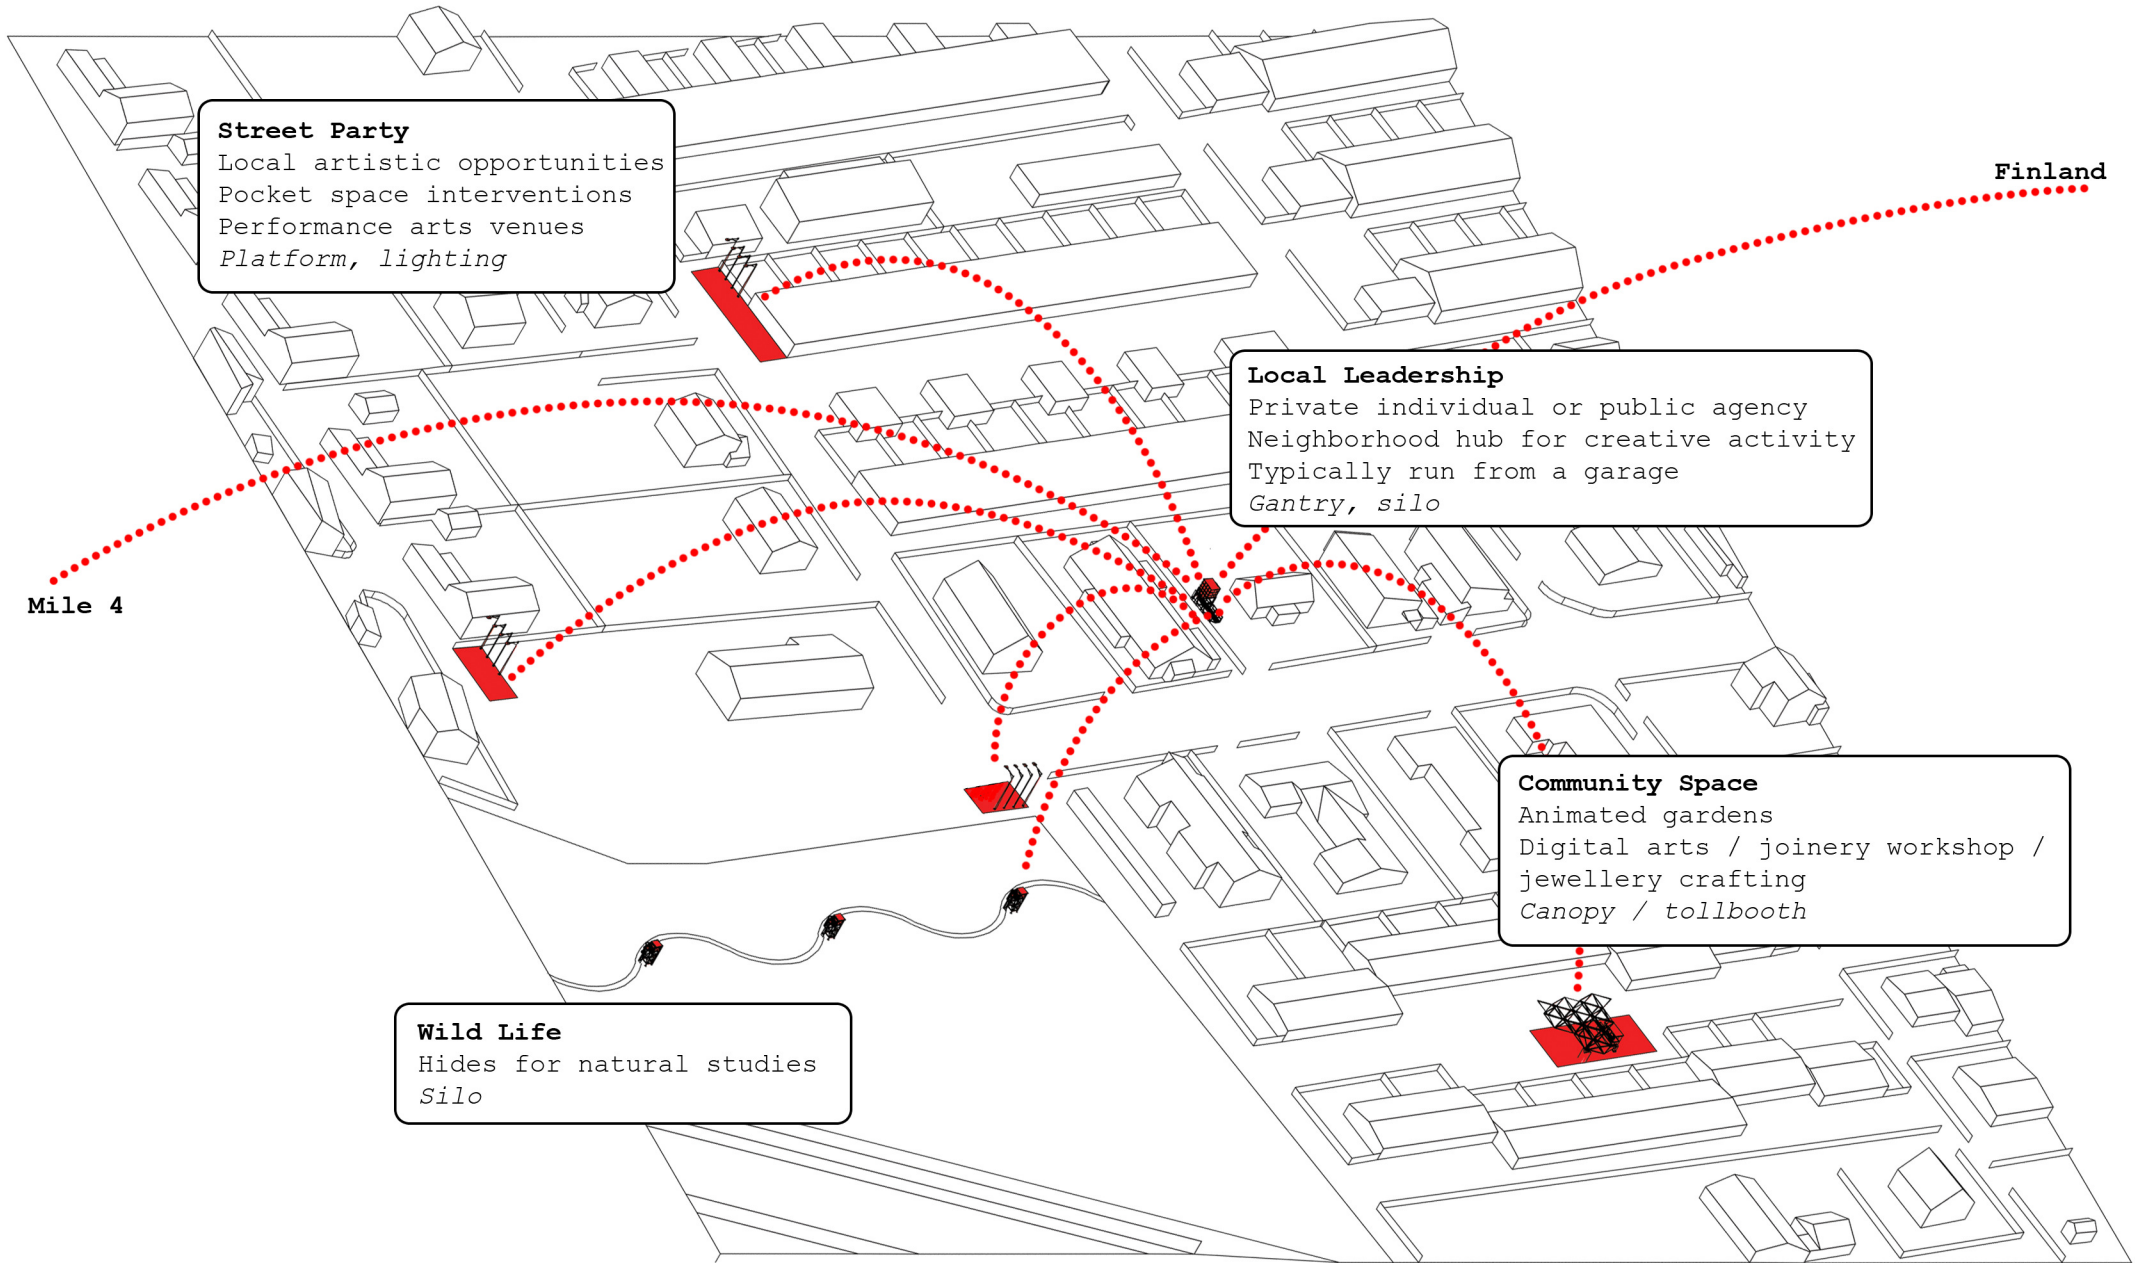 Street Party
Local artistic opportunities
Pocket space interventions
Performance arts venues
Platform, lighting
Finland
Local Leadership
Private individual or public agency
Neighborhood hub for creative activity
Typically run from a garage
Gantry, silo
Mile 4
Community Space
Animated gardens
Digital arts / joinery workshop /
jewellery crafting
Canopy / tollbooth
Wild Life
Hides for natural studies
Silo